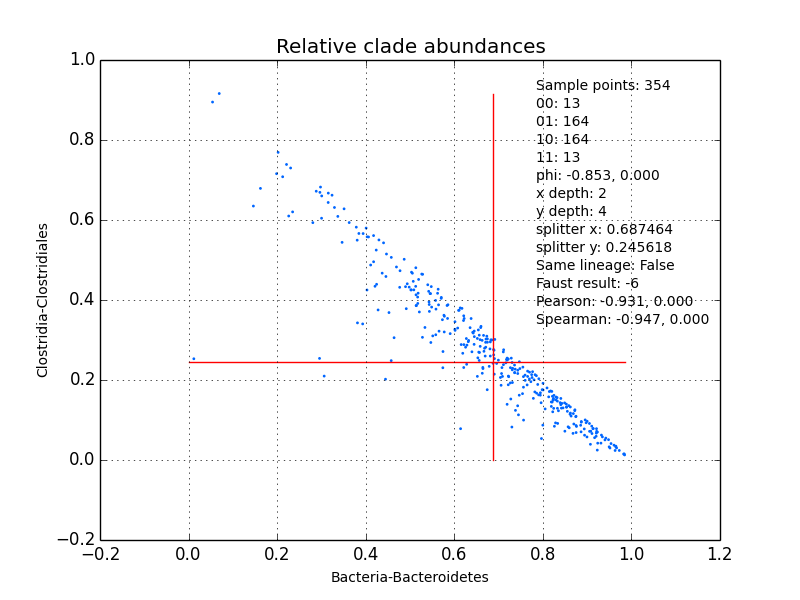 Relative clade abundances
1.0
0.8
0.6
0.4
0.2
0.0
−0.2
Clostridia-Clostridiales
Sample points: 354
00: 13
01: 164
10: 164
11: 13
phi: -0.853, 0.000
x depth: 2
y depth: 4
splitter x: 0.687464
splitter y: 0.245618
Same lineage: False
Faust result: -6
Pearson: -0.931, 0.000
Spearman: -0.947, 0.000
−0.2 0.0 0.2 0.4 0.6 0.8 1.0 1.2
Bacteria-Bacteroidetes